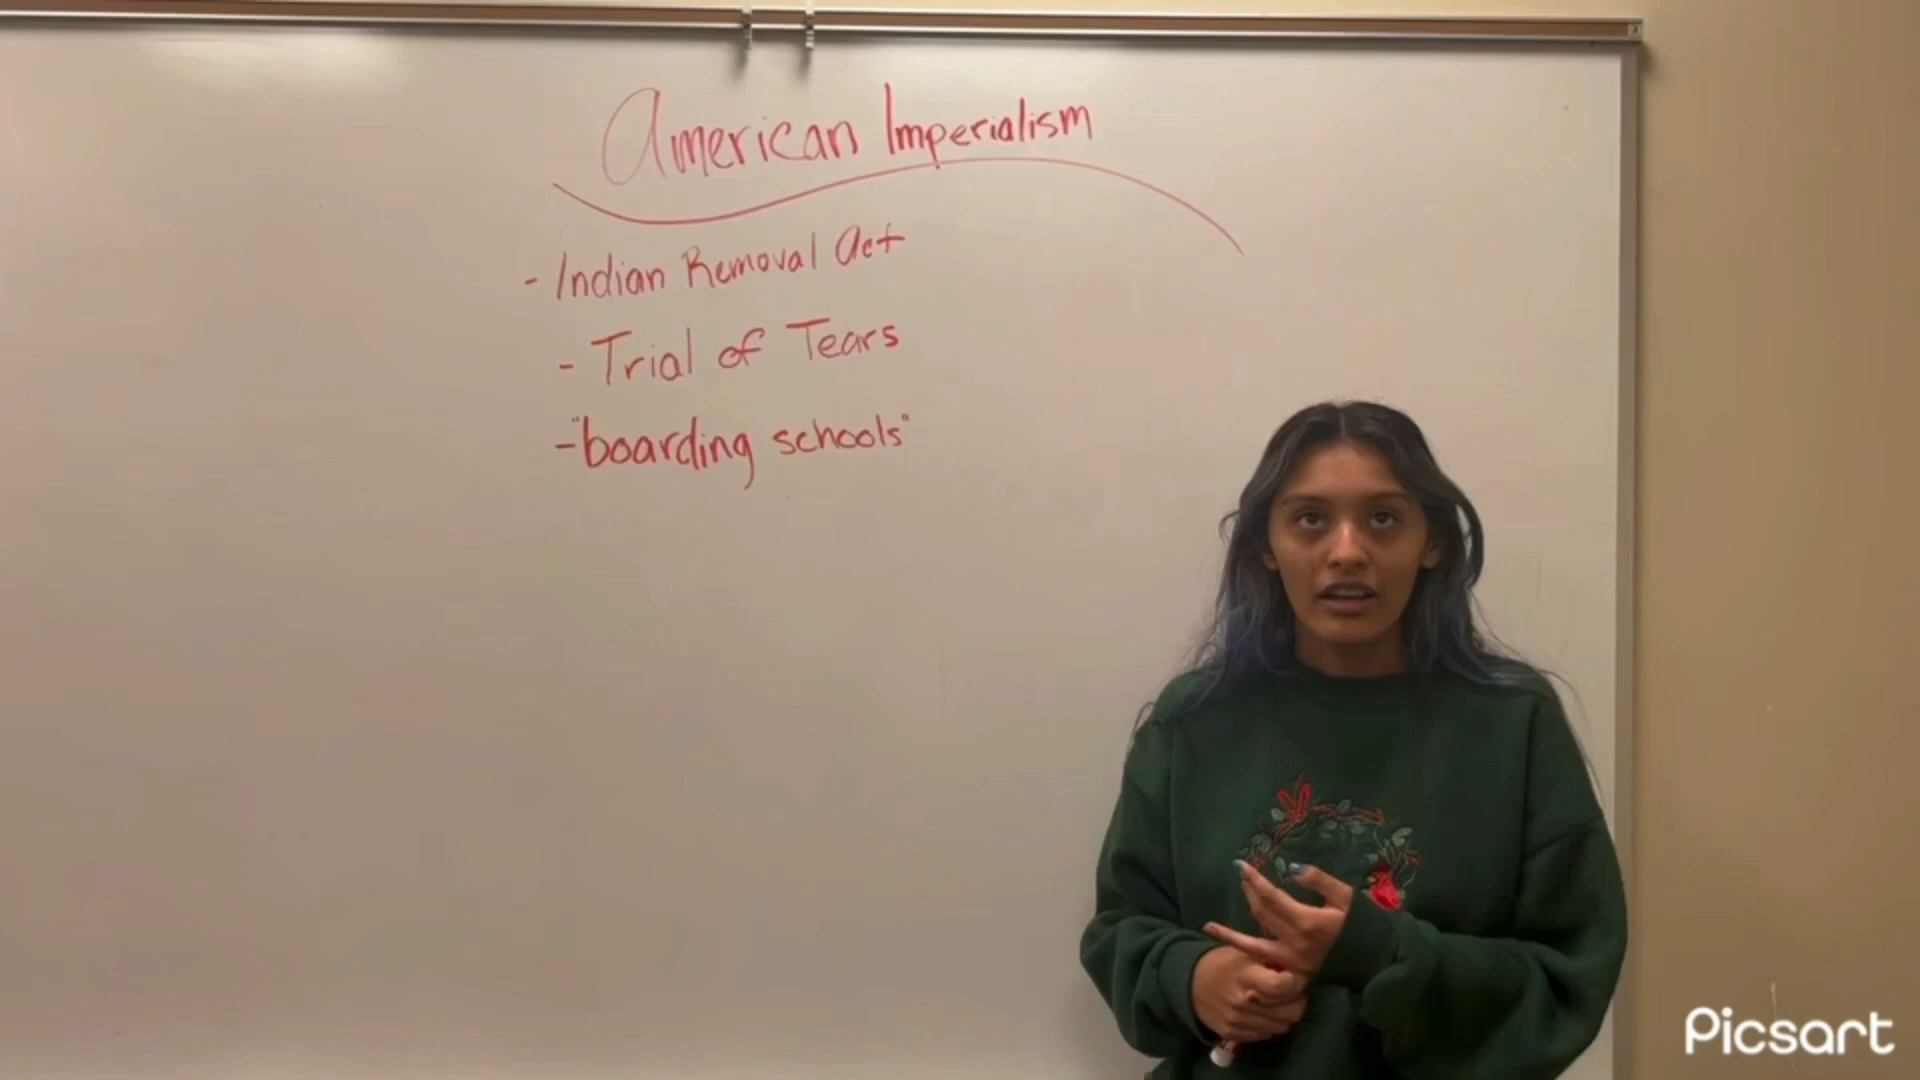 American Imperialism
- Indian Removal Act
- Trial of Tears
- "boarding schools"
Picsart